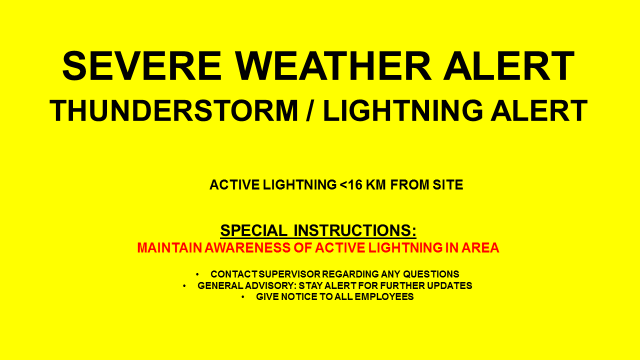 SEVERE WEATHER ALERT
THUNDERSTORM / LIGHTNING ALERT
ACTIVE LIGHTNING <16 KM FROM SITE
SPECIAL INSTRUCTIONS:
MAINTAIN AWARENESS OF ACTIVE LIGHTNING IN AREA
• CONTACT SUPERVISOR REGARDING ANY QUESTIONS
• GENERAL ADVISORY: STAY ALERT FOR FURTHER UPDATES
• GIVE NOTICE TO ALL EMPLOYEES